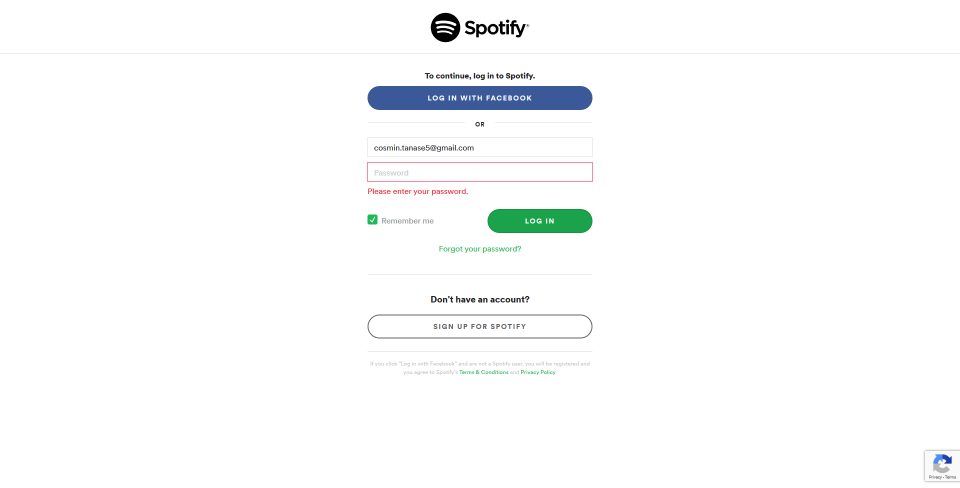 Spotify®
To continue, log in to Spotify.
LOG IN WITH FACEBOOK
OR
cosmin.tanase5@gmail.com
Password
Please enter your password.
Remember me
LOG IN
Forgot your password?
Don't have an account?
SIGN UP FOR SPOTIFY
If you click "Log in with Facebook" and are not a Spotify user, you will be registered and
you agree to Spotify's Terms & Conditions and Privacy Policy.
Privacy - Terms